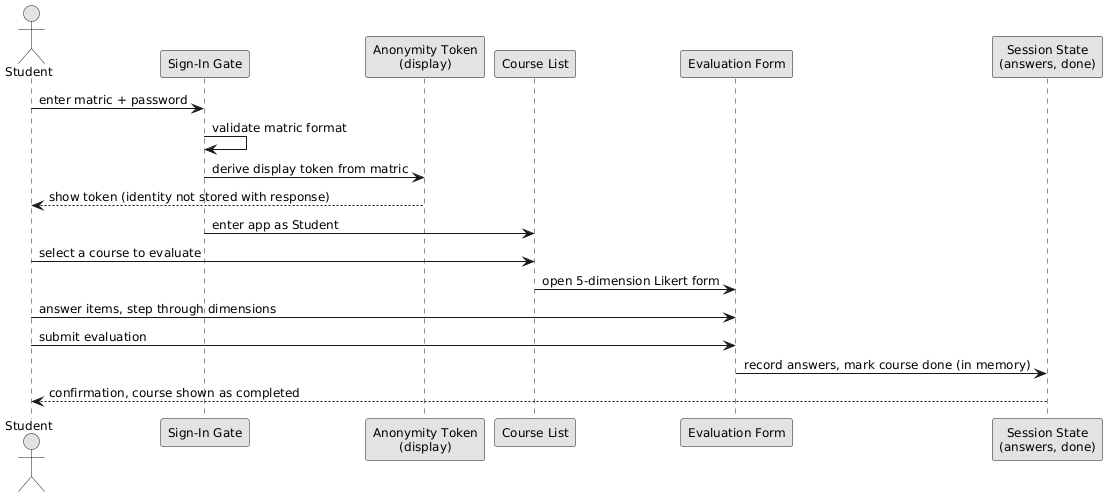 Student
Sign-In Gate
Anonymity Token
(display)
Course List
Evaluation Form
Session State
(answers, done)
enter matric + password
validate matric format
derive display token from matric
show token (identity not stored with response)
enter app as Student
select a course to evaluate
open 5-dimension Likert form
answer items, step through dimensions
submit evaluation
record answers, mark course done (in memory)
confirmation, course shown as completed
Student
Sign-In Gate
Anonymity Token
(display)
Course List
Evaluation Form
Session State
(answers, done)